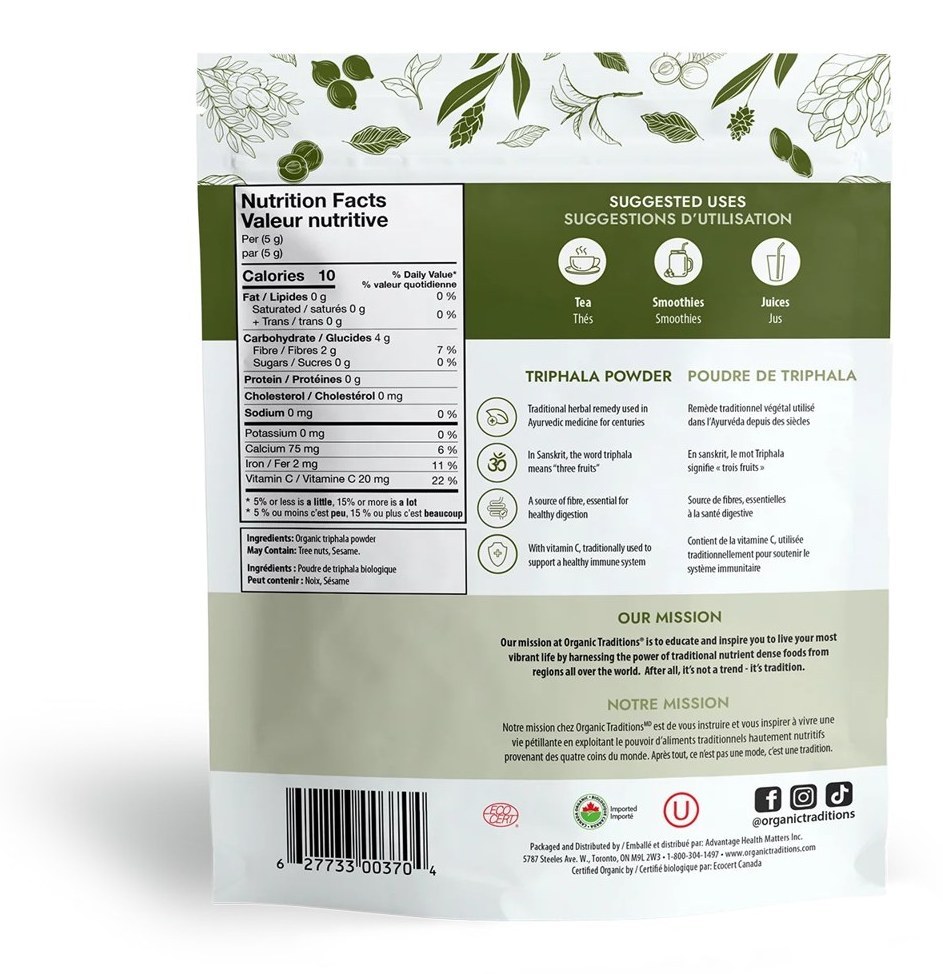 Nutrition Facts
Valeur nutritive
Per (5 g)
par (5 g)
Calories 10
% Daily Value*
% valeur quotidienne
Fat / Lipides 0 g 0 %
Saturated / saturés 0 g
+ Trans / trans 0 g 0 %
Carbohydrate / Glucides 4 g
Fibre / Fibres 2 g 7 %
Sugars / Sucres 0 g 0 %
Protein / Protéines 0 g
Cholesterol / Cholestérol 0 mg
Sodium 0 mg 0 %
Potassium 0 mg 0 %
Calcium 75 mg 6 %
Iron / Fer 2 mg 11 %
Vitamin C / Vitamine C 20 mg 22 %
* 5% or less is a little, 15% or more is a lot
* 5 % ou moins c'est peu, 15 % ou plus c'est beaucoup
Ingredients: Organic triphala powder
May Contain: Tree nuts, Sesame.
Ingrédients : Poudre de triphala biologique
Peut contenir : Noix, Sésame
SUGGESTED USES
SUGGESTIONS D'UTILISATION
Tea
Thés
Smoothies
Smoothies
Juices
Jus
TRIPHALA POWDER
Traditional herbal remedy used in
Ayurvedic medicine for centuries
In Sanskrit, the word triphala
means "three fruits"
A source of fibre, essential for
healthy digestion
With vitamin C, traditionally used to
support a healthy immune system
POUDRE DE TRIPHALA
Remède traditionnel végétal utilisé
dans l'Ayurvéda depuis des siècles
En sanskrit, le mot Triphala
signifie « trois fruits »
Source de fibres, essentielles
à la santé digestive
Contient de la vitamine C, utilisée
traditionnellement pour soutenir le
système immunitaire
ॐ
OUR MISSION
Our mission at Organic Traditions® is to educate and inspire you to live your most
vibrant life by harnessing the power of traditional nutrient dense foods from
regions all over the world. After all, it's not a trend - it's tradition.
NOTRE MISSION
Notre mission chez Organic Traditions MD est de vous instruire et vous inspirer à vivre une
vie pétillante en exploitant le pouvoir d'aliments traditionnels hautement nutritifs
provenant des quatre coins du monde. Après tout, ce n'est pas une mode, c'est une tradition.
6 27733 00370 4
ECO
CERT
CANADA ORGANIC • BIOLOGIQUE CANADA
Imported
Importé
U
@organictraditions
Packaged and Distributed by / Emballé et distribué par: Advantage Health Matters Inc.
5787 Steeles Ave. W., Toronto, ON M9L 2W3 • 1-800-304-1497 • www.organictraditions.com
Certified Organic by / Certifié biologique par: Ecocert Canada